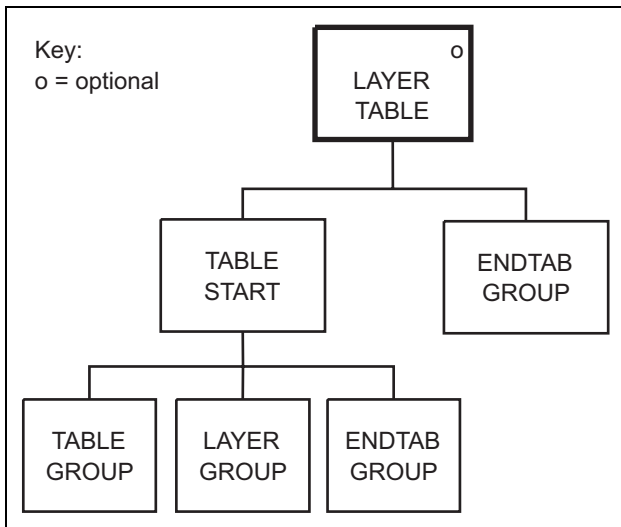 Key:
o = optional
o
LAYER
TABLE
TABLE
START
ENDTAB
GROUP
TABLE
GROUP
LAYER
GROUP
ENDTAB
GROUP